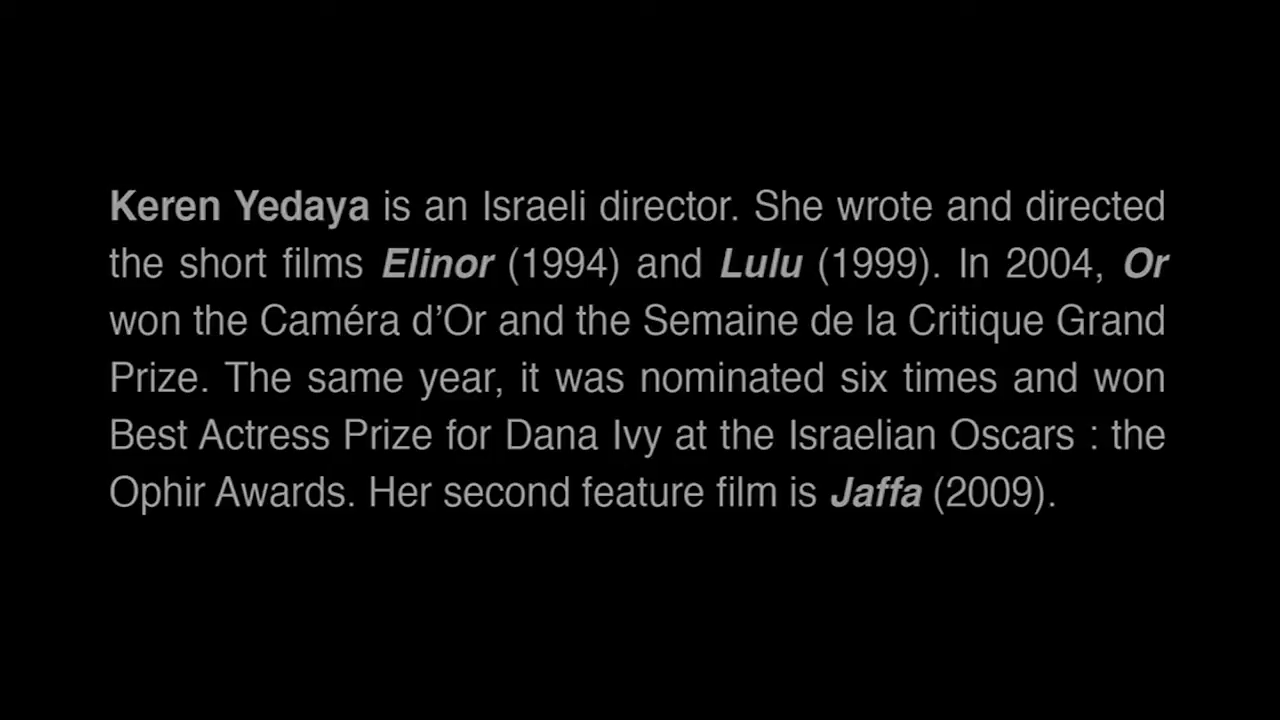 Keren Yedaya is an Israeli director. She wrote and directed
the short films Elinor (1994) and Lulu (1999). In 2004, Or
won the Caméra d’Or and the Semaine de la Critique Grand
Prize. The same year, it was nominated six times and won
Best Actress Prize for Dana Ivy at the Israelian Oscars : the
Ophir Awards. Her second feature film is Jaffa (2009).